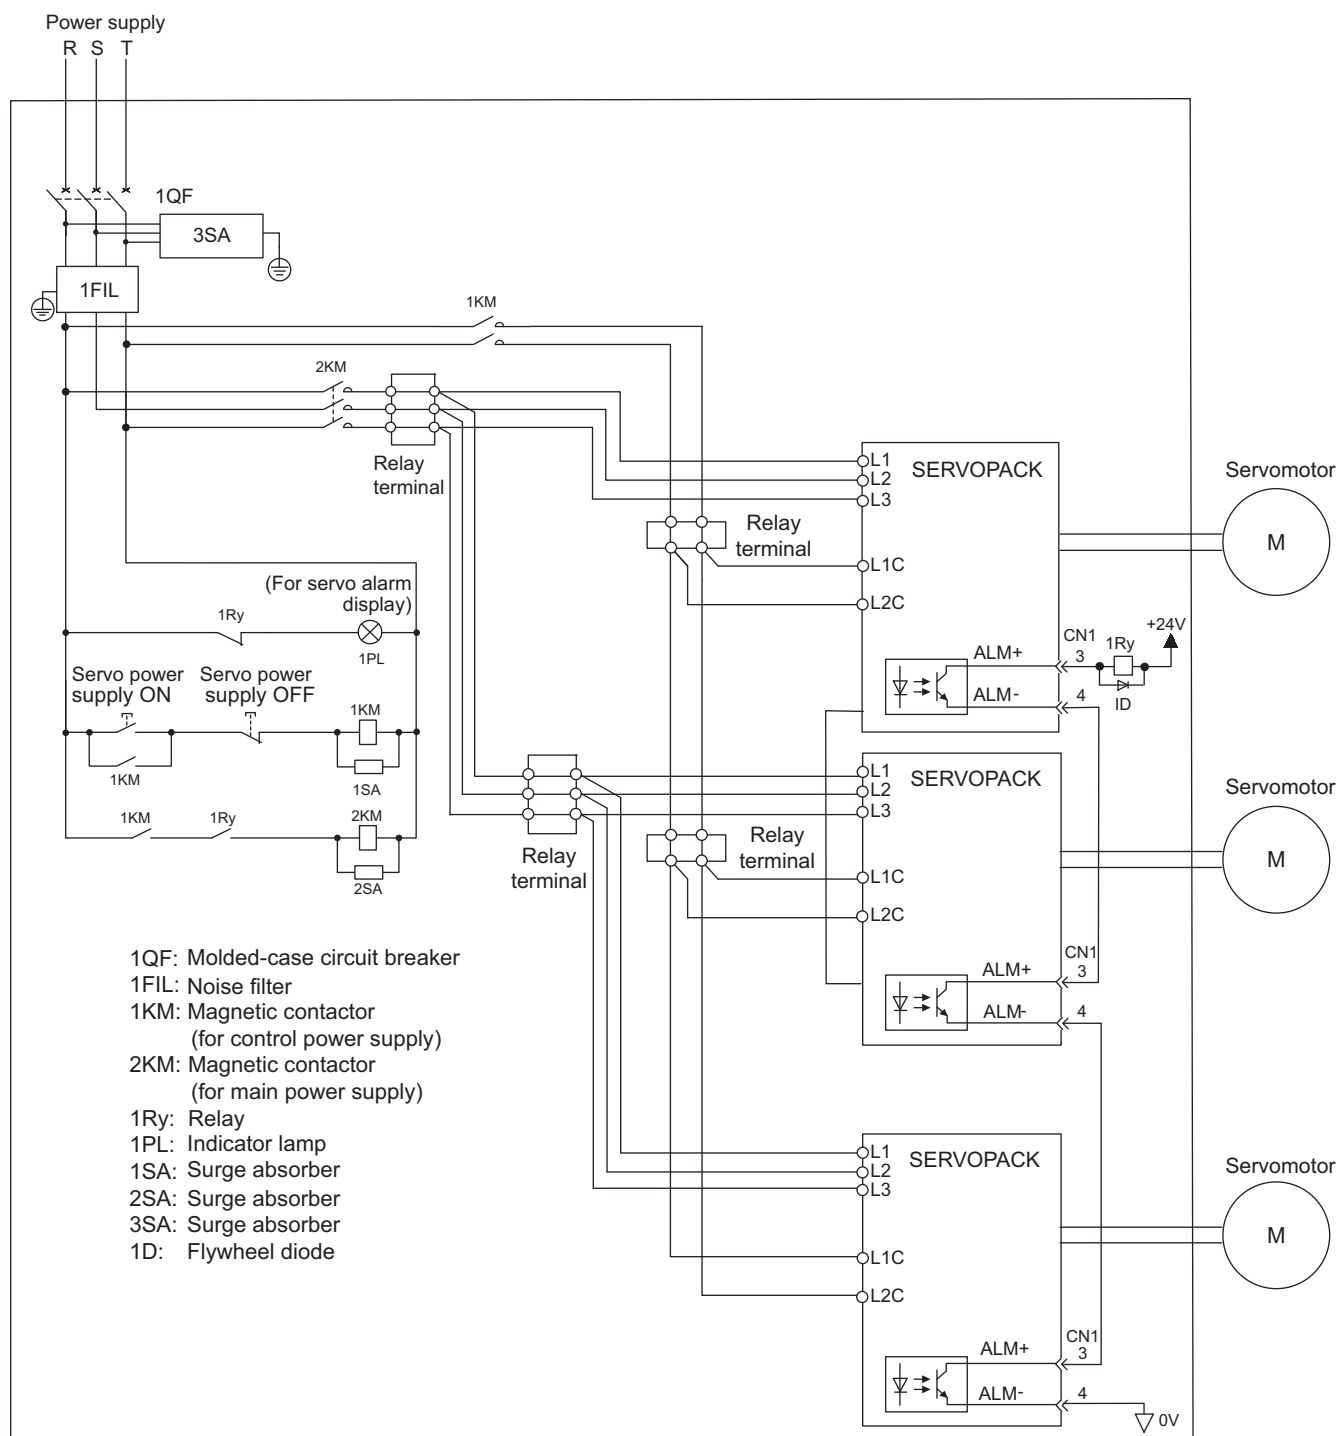 Power supply
R S T
1QF
3SA
1FIL
1KM
2KM
Relay
terminal
L1
L2
L3
SERVOPACK
Servomotor
M
Relay
terminal
L1C
L2C
(For servo alarm
display)
1Ry
1PL
ALM+
ALM-
CN1
3
4
1Ry
+24V
ID
Servo power
supply ON
Servo power
supply OFF
1KM
1KM
1SA
1KM
1Ry
2KM
2SA
L1
L2
L3
SERVOPACK
Servomotor
M
Relay
terminal
Relay
terminal
L1C
L2C
ALM+
ALM-
CN1
3
4
1QF: Molded-case circuit breaker
1FIL: Noise filter
1KM: Magnetic contactor
(for control power supply)
2KM: Magnetic contactor
(for main power supply)
1Ry: Relay
1PL: Indicator lamp
1SA: Surge absorber
2SA: Surge absorber
3SA: Surge absorber
1D: Flywheel diode
L1
L2
L3
SERVOPACK
Servomotor
M
L1C
L2C
ALM+
ALM-
CN1
3
4
0V